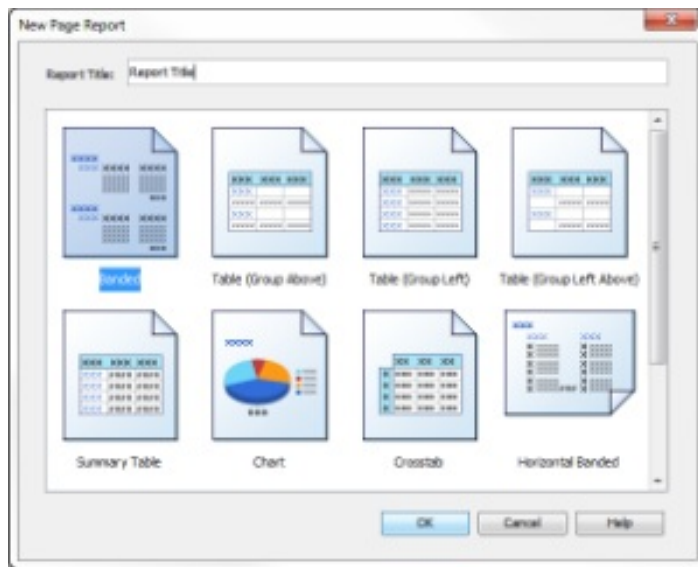 New Page Report
Report Title: Report Title
Banded
Table (Group Above)
Table (Group Left)
Table (Group Left Above)
Summary Table
Chart
Crosstab
Horizontal Banded
OK
Cancel
Help